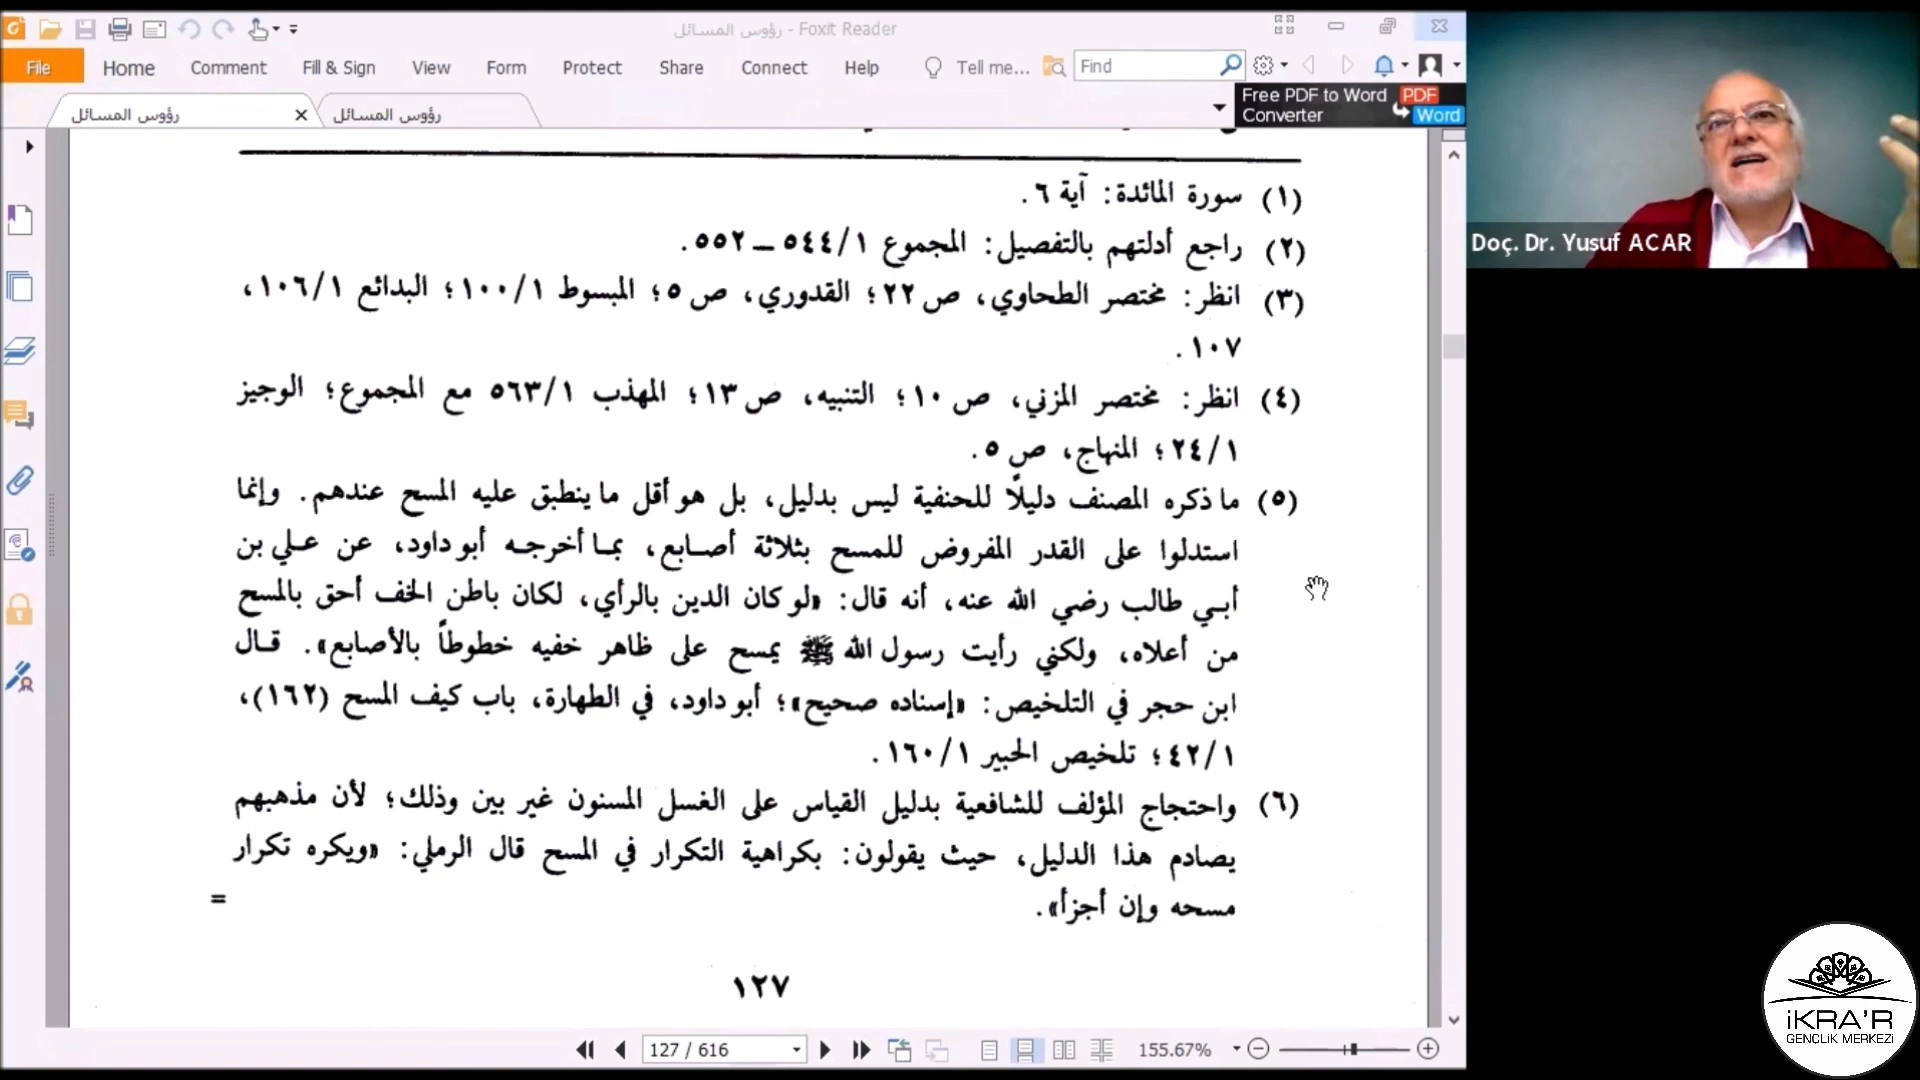 رؤوس المسائل - Foxit Reader
File Home Comment Fill & Sign View Form Protect Share Connect Help Tell me... Find
Free PDF to Word Converter PDF Word
رؤوس المسائل
رؤوس المسائل
(١) سورة المائدة: آية ٦.
(٢) راجع أدلتهم بالتفصيل: المجموع ٥٤٤/١ ــ ٥٥٢.
(٣) انظر: مختصر الطحاوي، ص ٢٢؛ القدوري، ص ٥؛ المبسوط ١٠٠/١؛ البدائع ١٠٦/١،
١٠٧.
(٤) انظر: مختصر المزني، ص ١٠؛ التنبيه، ص ١٣؛ المهذب ٥٦٣/١ مع المجموع؛ الوجيز
٢٤/١؛ المنهاج، ص ٥.
(٥) ما ذكره المصنف دليلاً للحنفية ليس بدليل، بل هو أقل ما ينطبق عليه المسح عندهم. وإنما
استدلوا على القدر المفروض للمسح بثلاثة أصابع، بما أخرجه أبو داود، عن علي بن
أبي طالب رضي الله عنه، أنه قال: «لو كان الدين بالرأي، لكان باطن الخف أحق بالمسح
من أعلاه، ولكني رأيت رسول الله ﷺ يمسح على ظاهر خفيه خطوطاً بالأصابع». قال
ابن حجر في التلخيص: «إسناده صحيح»؛ أبو داود، في الطهارة، باب كيف المسح (١٦٢)،
٤٢/١؛ تلخيص الحبير ١٦٠/١.
(٦) واحتجاج المؤلف للشافعية بدليل القياس على الغسل المسنون غير بين وذلك؛ لأن مذهبهم
يصادم هذا الدليل، حيث يقولون: بكراهية التكرار في المسح قال الرملي: «ويكره تكرار
مسحه وإن أجزأ».
=
١٢٧
127 / 616
155.67%
Doç. Dr. Yusuf ACAR
iKRA'R
GENÇLİK MERKEZİ